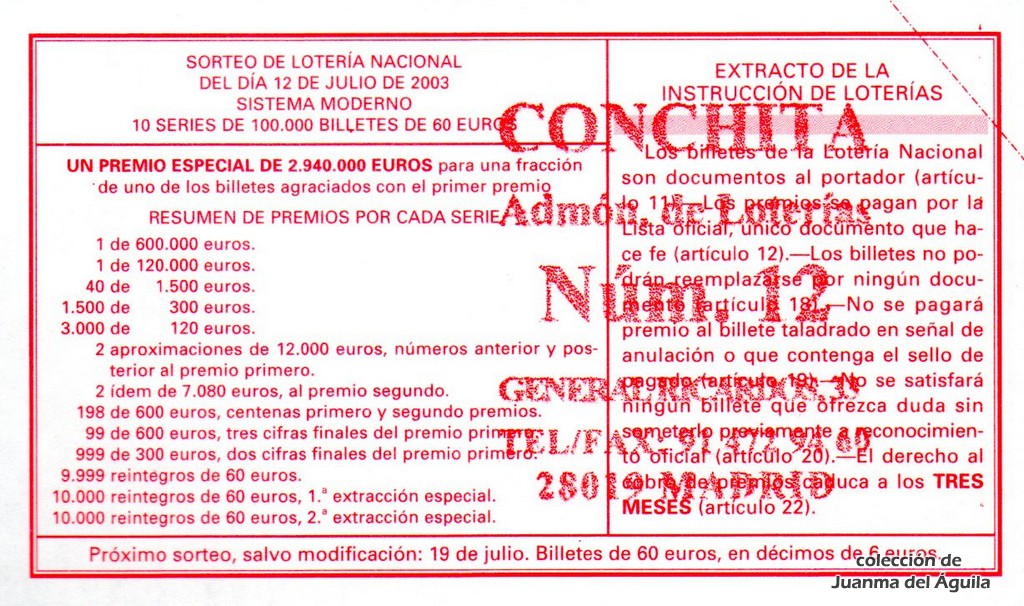 SORTEO DE LOTERÍA NACIONAL
DEL DÍA 12 DE JULIO DE 2003
SISTEMA MODERNO
10 SERIES DE 100.000 BILLETES DE 60 EUROS
UN PREMIO ESPECIAL DE 2.940.000 EUROS para una fracción
de uno de los billetes agraciados con el primer premio
RESUMEN DE PREMIOS POR CADA SERIE
1 de 600.000 euros.
1 de 120.000 euros.
40 de 1.500 euros.
1.500 de 300 euros.
3.000 de 120 euros.
2 aproximaciones de 12.000 euros, números anterior y pos-
terior al premio primero.
2 ídem de 7.080 euros, al premio segundo.
198 de 600 euros, centenas primero y segundo premios.
99 de 600 euros, tres cifras finales del premio primero.
999 de 300 euros, dos cifras finales del premio primero.
9.999 reintegros de 60 euros.
10.000 reintegros de 60 euros, 1.ª extracción especial.
10.000 reintegros de 60 euros, 2.ª extracción especial.
EXTRACTO DE LA
INSTRUCCIÓN DE LOTERÍAS
Los billetes de la Lotería Nacional
son documentos al portador (artícu-
lo 11).—Los premios se pagan por la
Lista oficial, único documento que ha-
ce fe (artículo 12).—Los billetes no po-
drán reemplazarse por ningún docu-
mento (artículo 18).—No se pagará
premio al billete taladrado en señal de
anulación o que contenga el sello de
pagado (artículo 19).—No se satisfará
ningún billete que ofrezca duda sin
someterlo previamente a reconocimien-
to oficial (artículo 20).—El derecho al
cobro de premios caduca a los TRES
MESES (artículo 22).
CONCHITA
Admón. de Loterías
Núm. 12
GENERAL RICARDOS, 35
TEL/FAX: 91 472 94 60
28019 MADRID
Próximo sorteo, salvo modificación: 19 de julio. Billetes de 60 euros, en décimos de 6 euros.
colección de
Juanma del Águila